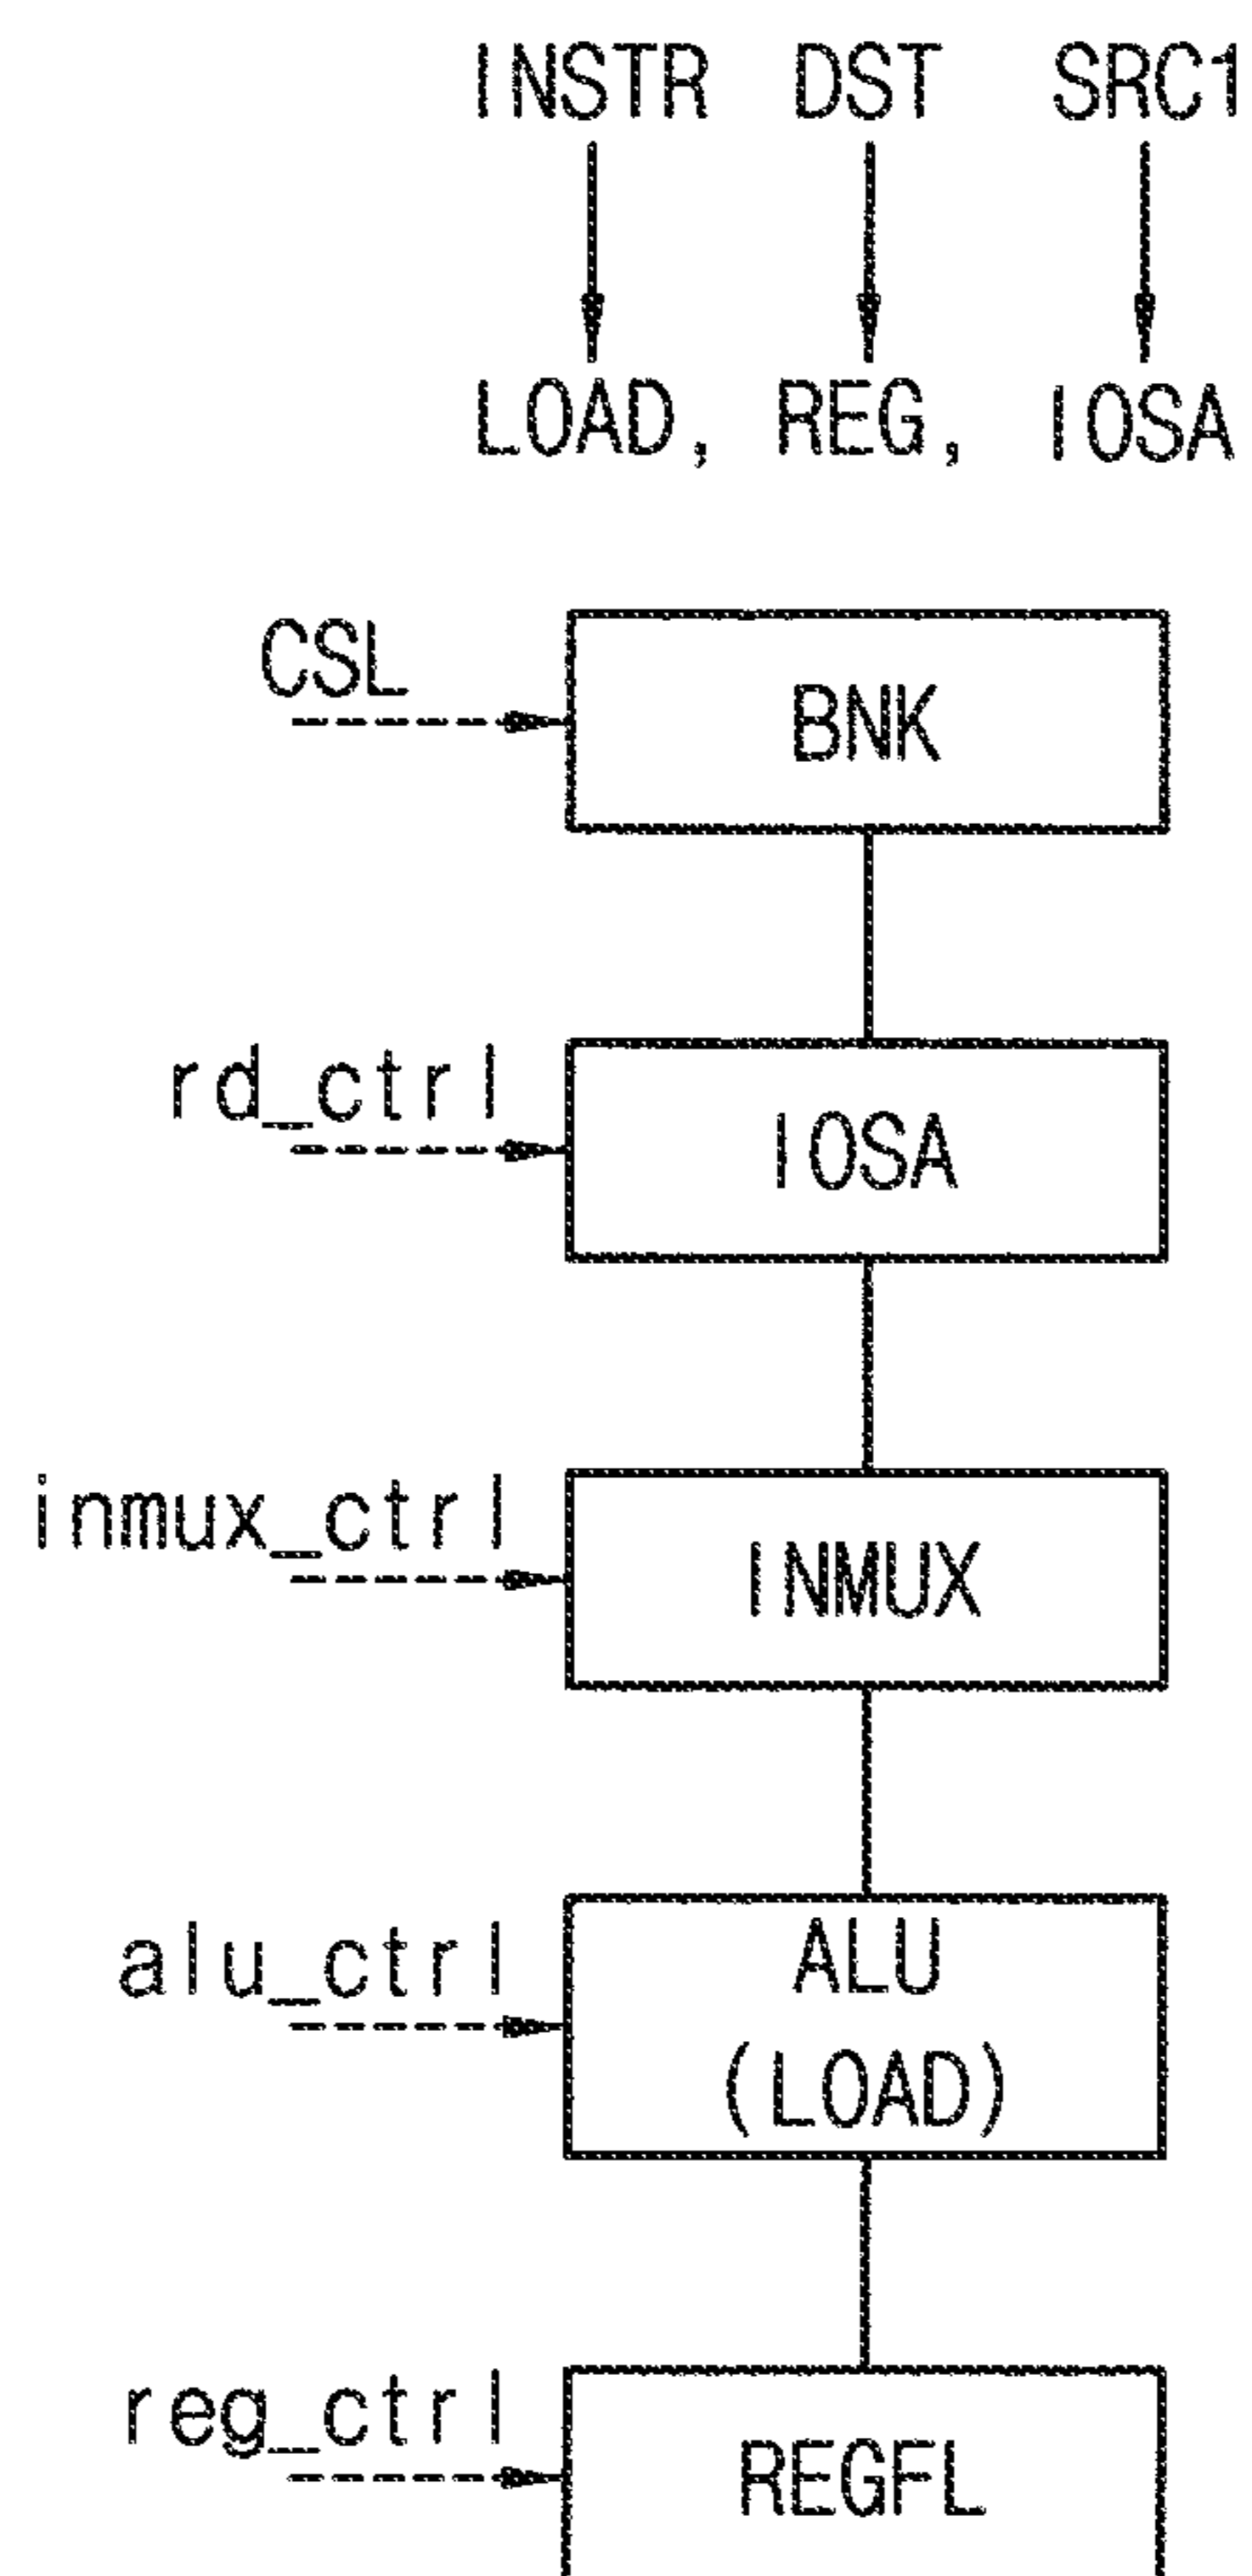 INSTR DST SRC1
LOAD, REG, IOSA
CSL
BNK
rd_ctrl
IOSA
inmux_ctrl
INMUX
alu_ctrl
ALU
(LOAD)
reg_ctrl
REGFL